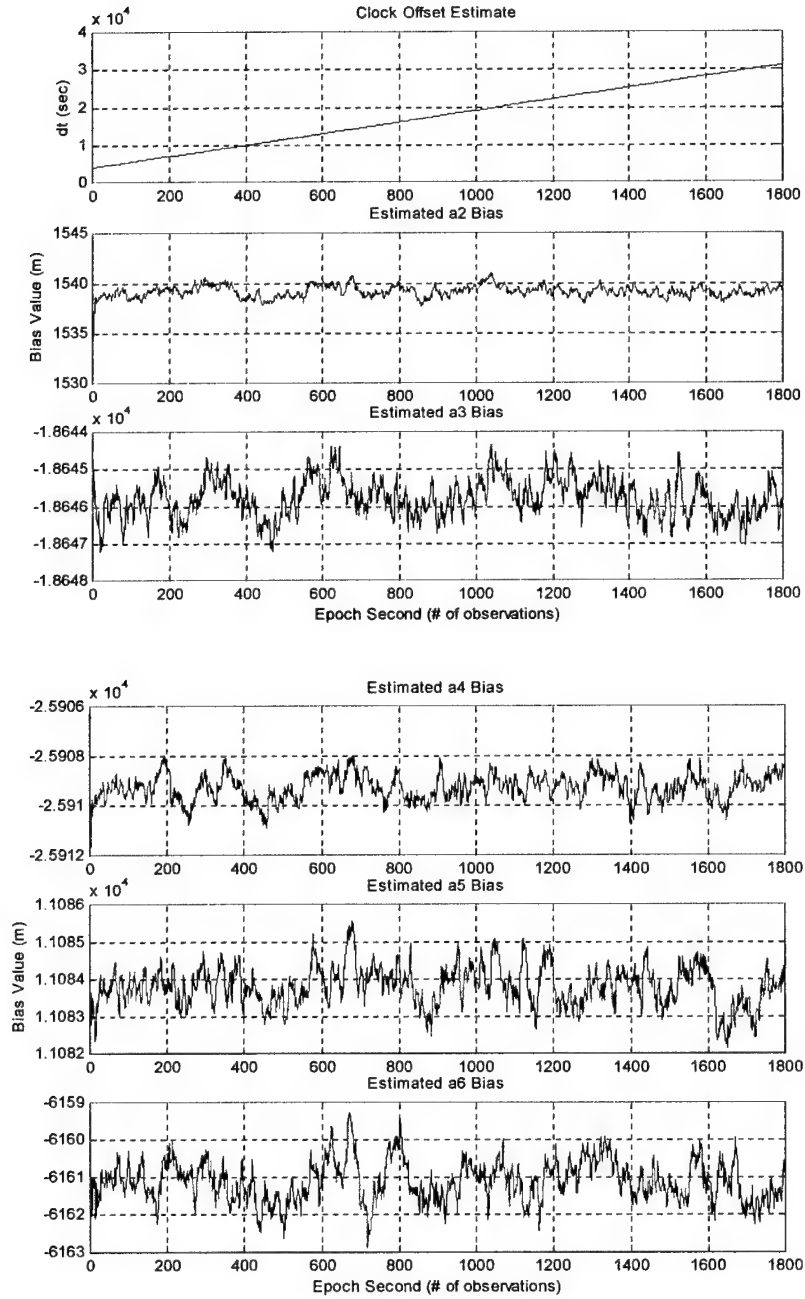 Clock Offset Estimate
x 10^4
4
3
2
1
0
dt (sec)
0 200 400 600 800 1000 1200 1400 1600 1800
Estimated a2 Bias
1545
1540
1535
1530
Bias Value (m)
0 200 400 600 800 1000 1200 1400 1600 1800
Estimated a3 Bias
x 10^4
-1.8644
-1.8645
-1.8646
-1.8647
-1.8648
0 200 400 600 800 1000 1200 1400 1600 1800
Epoch Second (# of observations)
Estimated a4 Bias
x 10^4
-2.5906
-2.5908
-2.591
-2.5912
0 200 400 600 800 1000 1200 1400 1600 1800
Estimated a5 Bias
x 10^4
1.1086
1.1085
1.1084
1.1083
1.1082
Bias Value (m)
0 200 400 600 800 1000 1200 1400 1600 1800
Estimated a6 Bias
-6159
-6160
-6161
-6162
-6163
0 200 400 600 800 1000 1200 1400 1600 1800
Epoch Second (# of observations)